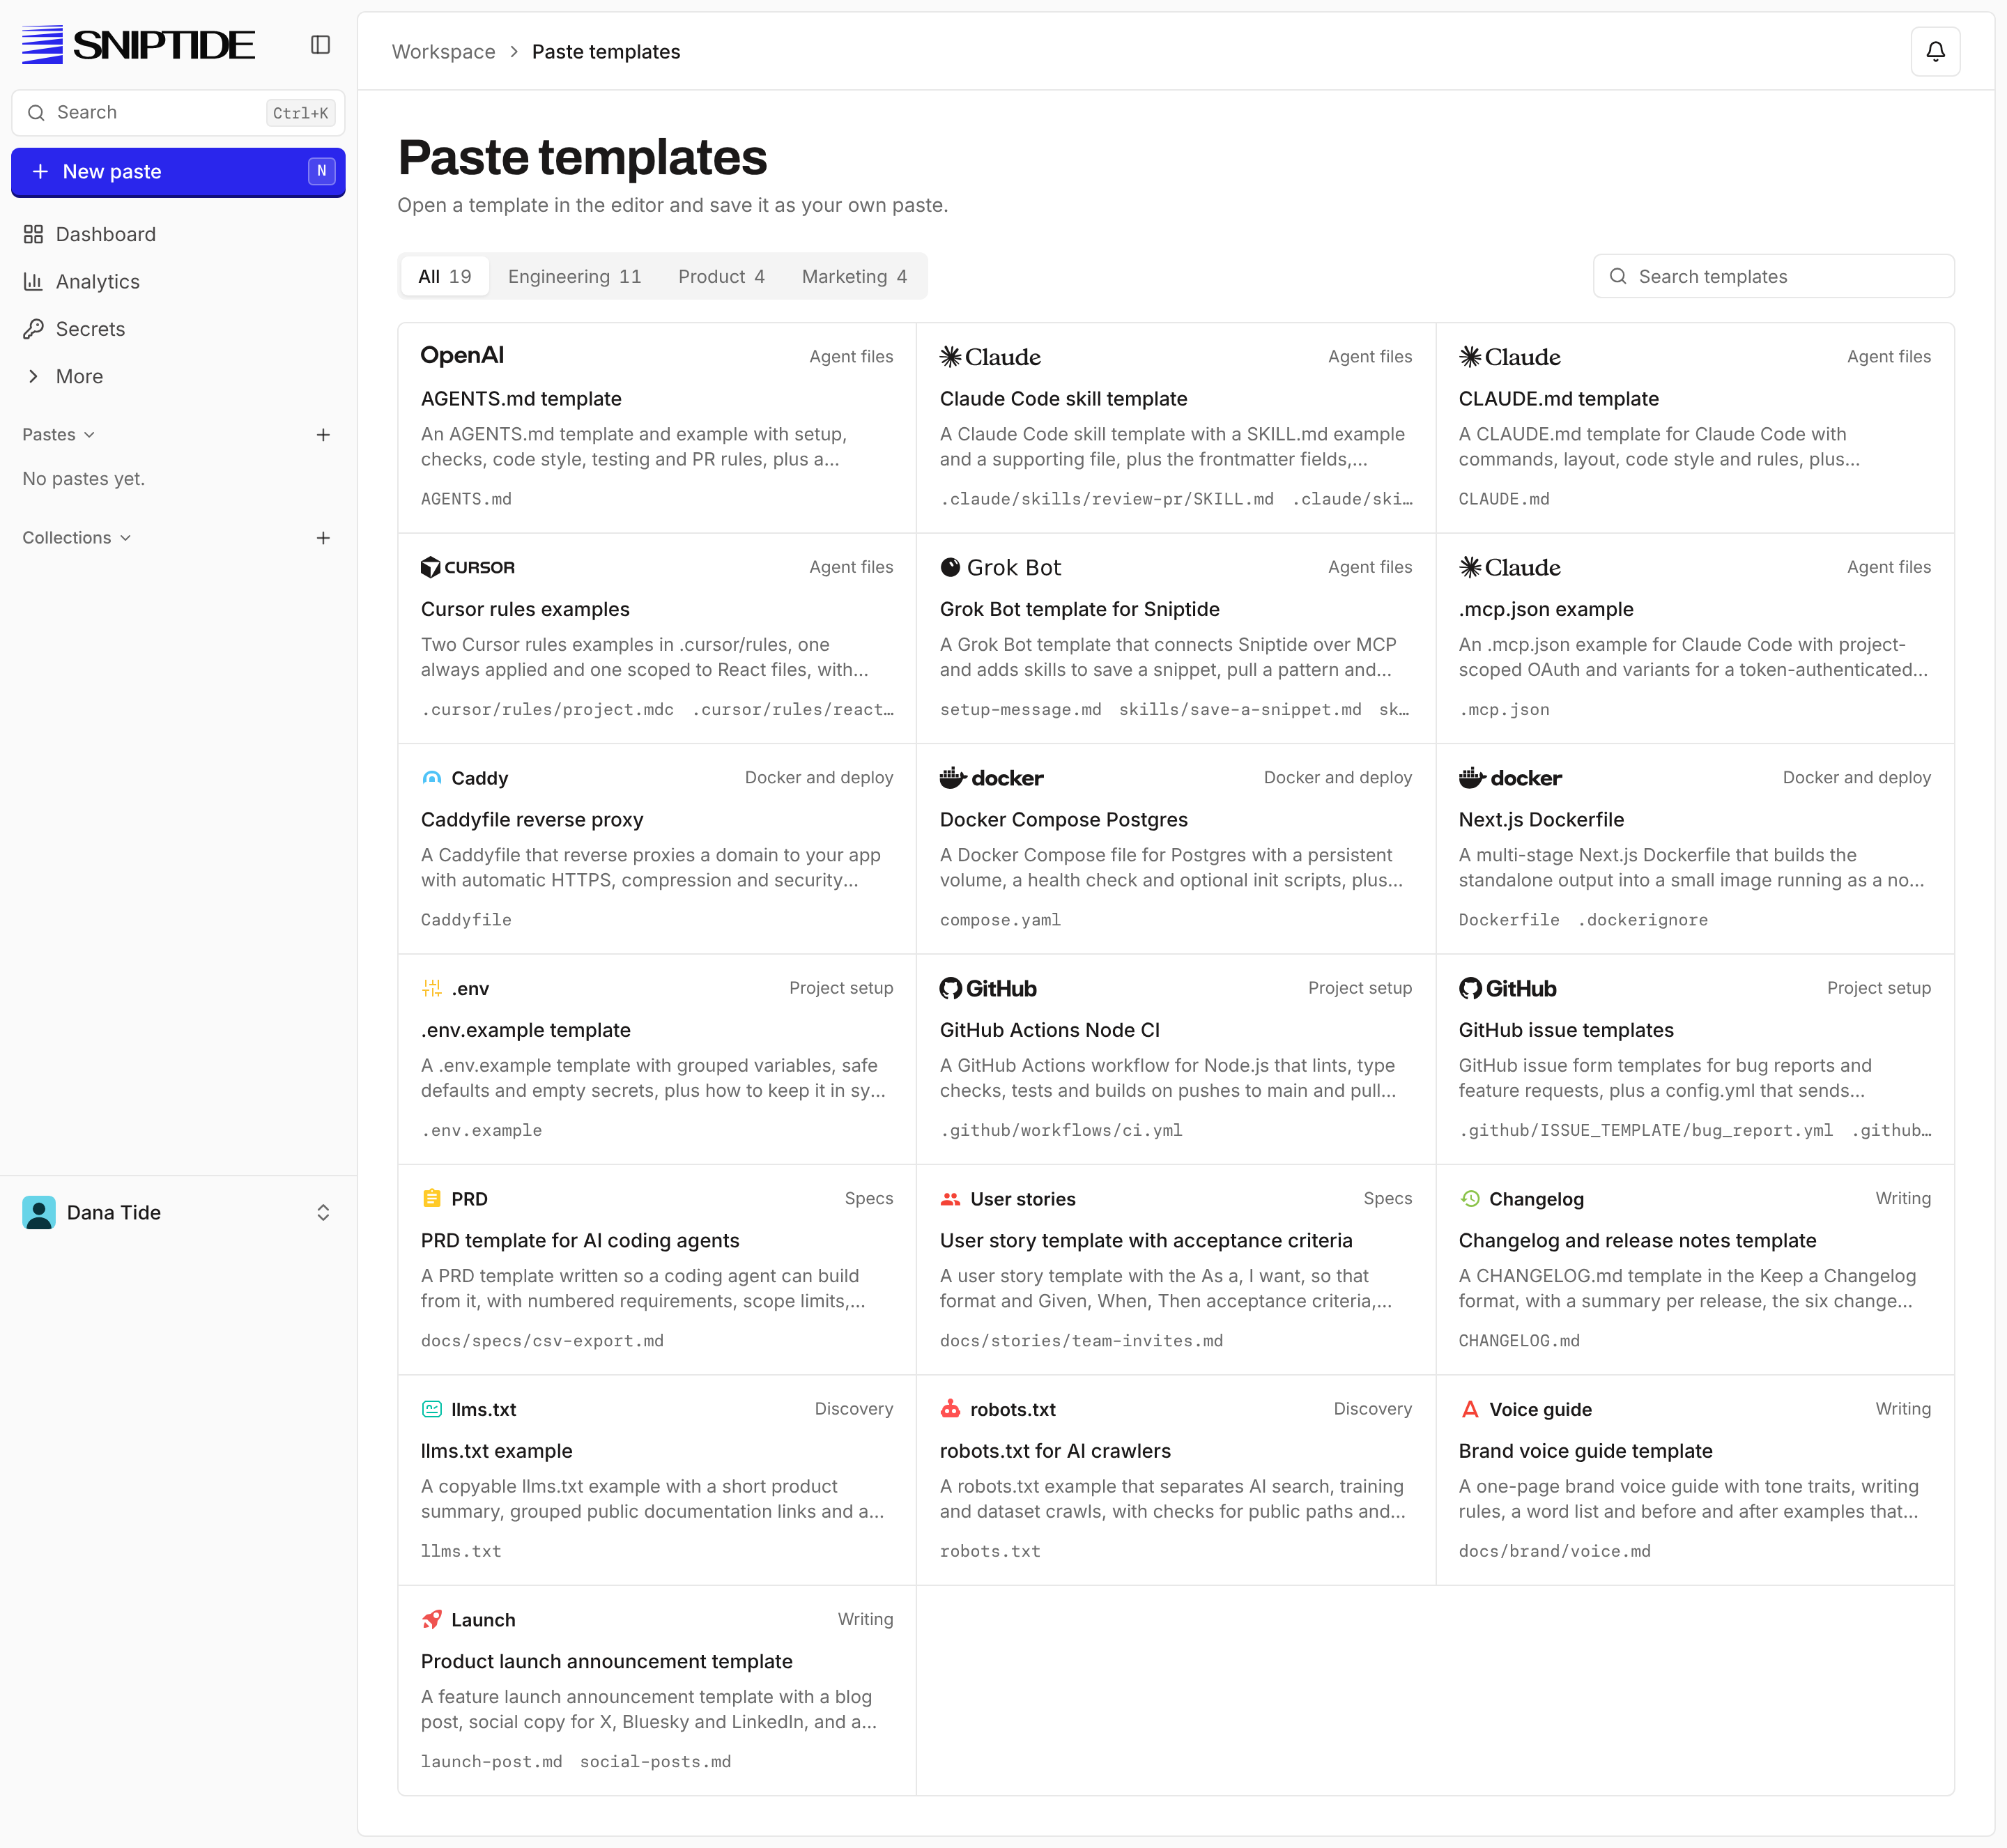 SNIPTIDE
Search Ctrl+K
New paste N
Dashboard
Analytics
Secrets
More
Pastes
No pastes yet.
Collections
Dana Tide
Workspace > Paste templates
Paste templates
Open a template in the editor and save it as your own paste.
All 19 Engineering 11 Product 4 Marketing 4
Search templates
OpenAI Agent files
AGENTS.md template
An AGENTS.md template and example with setup,
checks, code style, testing and PR rules, plus a...
AGENTS.md
Claude Agent files
Claude Code skill template
A Claude Code skill template with a SKILL.md example
and a supporting file, plus the frontmatter fields,...
.claude/skills/review-pr/SKILL.md .claude/ski...
Claude Agent files
CLAUDE.md template
A CLAUDE.md template for Claude Code with
commands, layout, code style and rules, plus...
CLAUDE.md
CURSOR Agent files
Cursor rules examples
Two Cursor rules examples in .cursor/rules, one
always applied and one scoped to React files, with...
.cursor/rules/project.mdc .cursor/rules/react...
Grok Bot Agent files
Grok Bot template for Sniptide
A Grok Bot template that connects Sniptide over MCP
and adds skills to save a snippet, pull a pattern and...
setup-message.md skills/save-a-snippet.md sk...
Claude Agent files
.mcp.json example
An .mcp.json example for Claude Code with project-
scoped OAuth and variants for a token-authenticated...
.mcp.json
Caddy Docker and deploy
Caddyfile reverse proxy
A Caddyfile that reverse proxies a domain to your app
with automatic HTTPS, compression and security...
Caddyfile
docker Docker and deploy
Docker Compose Postgres
A Docker Compose file for Postgres with a persistent
volume, a health check and optional init scripts, plus...
compose.yaml
docker Docker and deploy
Next.js Dockerfile
A multi-stage Next.js Dockerfile that builds the
standalone output into a small image running as a no...
Dockerfile .dockerignore
.env Project setup
.env.example template
A .env.example template with grouped variables, safe
defaults and empty secrets, plus how to keep it in sy...
.env.example
GitHub Project setup
GitHub Actions Node CI
A GitHub Actions workflow for Node.js that lints, type
checks, tests and builds on pushes to main and pull...
.github/workflows/ci.yml
GitHub Project setup
GitHub issue templates
GitHub issue form templates for bug reports and
feature requests, plus a config.yml that sends...
.github/ISSUE_TEMPLATE/bug_report.yml .github...
PRD Specs
PRD template for AI coding agents
A PRD template written so a coding agent can build
from it, with numbered requirements, scope limits,...
docs/specs/csv-export.md
User stories Specs
User story template with acceptance criteria
A user story template with the As a, I want, so that
format and Given, When, Then acceptance criteria,...
docs/stories/team-invites.md
Changelog Writing
Changelog and release notes template
A CHANGELOG.md template in the Keep a Changelog
format, with a summary per release, the six change...
CHANGELOG.md
llms.txt Discovery
llms.txt example
A copyable llms.txt example with a short product
summary, grouped public documentation links and a...
llms.txt
robots.txt Discovery
robots.txt for AI crawlers
A robots.txt example that separates AI search, training
and dataset crawls, with checks for public paths and...
robots.txt
Voice guide Writing
Brand voice guide template
A one-page brand voice guide with tone traits, writing
rules, a word list and before and after examples that...
docs/brand/voice.md
Launch Writing
Product launch announcement template
A feature launch announcement template with a blog
post, social copy for X, Bluesky and LinkedIn, and a...
launch-post.md social-posts.md